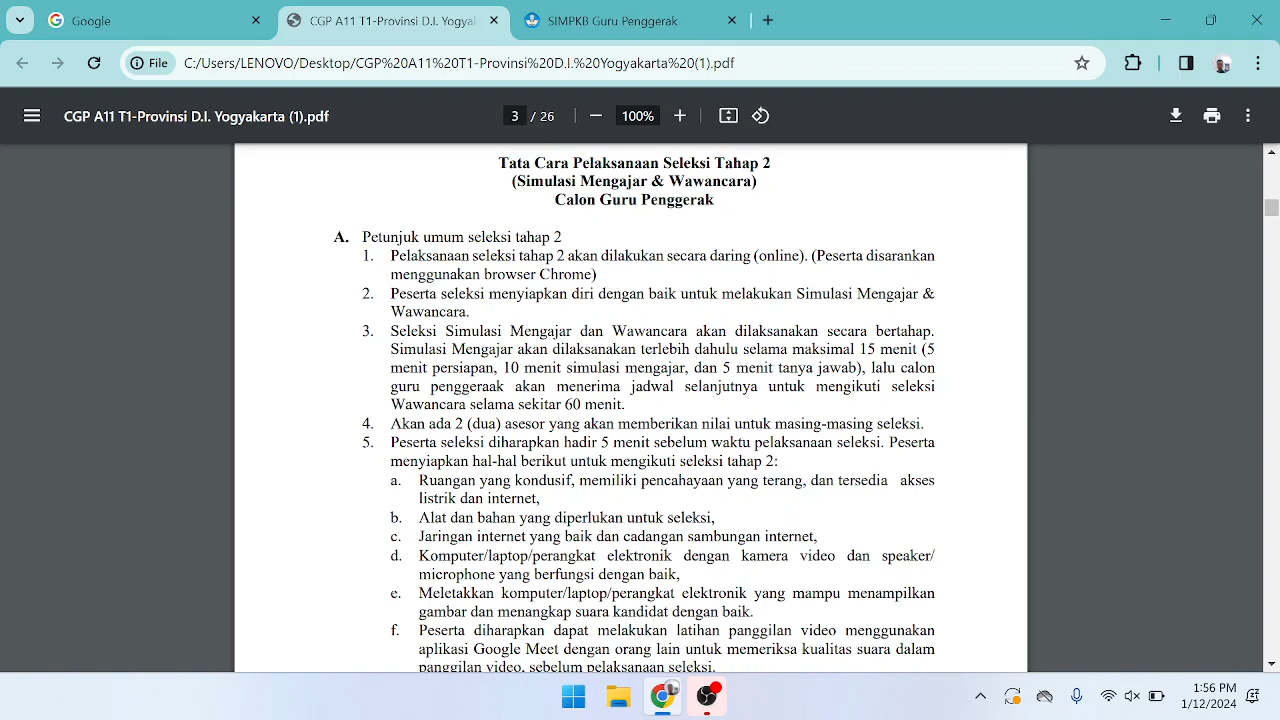 Google
CGP A11 T1-Provinsi D.I. Yogyal
SIMPKB Guru Penggerak
File
C:/Users/LENOVO/Desktop/CGP%20A11%20T1-Provinsi%20D.I.%20Yogyakarta%20(1).pdf
CGP A11 T1-Provinsi D.I. Yogyakarta (1).pdf
3 / 26
100%
Tata Cara Pelaksanaan Seleksi Tahap 2
(Simulasi Mengajar & Wawancara)
Calon Guru Penggerak
A. Petunjuk umum seleksi tahap 2
1. Pelaksanaan seleksi tahap 2 akan dilakukan secara daring (online). (Peserta disarankan
menggunakan browser Chrome)
2. Peserta seleksi menyiapkan diri dengan baik untuk melakukan Simulasi Mengajar &
Wawancara.
3. Seleksi Simulasi Mengajar dan Wawancara akan dilaksanakan secara bertahap.
Simulasi Mengajar akan dilaksanakan terlebih dahulu selama maksimal 15 menit (5
menit persiapan, 10 menit simulasi mengajar, dan 5 menit tanya jawab), lalu calon
guru penggeraak akan menerima jadwal selanjutnya untuk mengikuti seleksi
Wawancara selama sekitar 60 menit.
4. Akan ada 2 (dua) asesor yang akan memberikan nilai untuk masing-masing seleksi.
5. Peserta seleksi diharapkan hadir 5 menit sebelum waktu pelaksanaan seleksi. Peserta
menyiapkan hal-hal berikut untuk mengikuti seleksi tahap 2:
a. Ruangan yang kondusif, memiliki pencahayaan yang terang, dan tersedia akses
listrik dan internet,
b. Alat dan bahan yang diperlukan untuk seleksi,
c. Jaringan internet yang baik dan cadangan sambungan internet,
d. Komputer/laptop/perangkat elektronik dengan kamera video dan speaker/
microphone yang berfungsi dengan baik,
e. Meletakkan komputer/laptop/perangkat elektronik yang mampu menampilkan
gambar dan menangkap suara kandidat dengan baik.
f. Peserta diharapkan dapat melakukan latihan panggilan video menggunakan
aplikasi Google Meet dengan orang lain untuk memeriksa kualitas suara dalam
panggilan video, sebelum pelaksanaan seleksi.
1:56 PM
1/12/2024